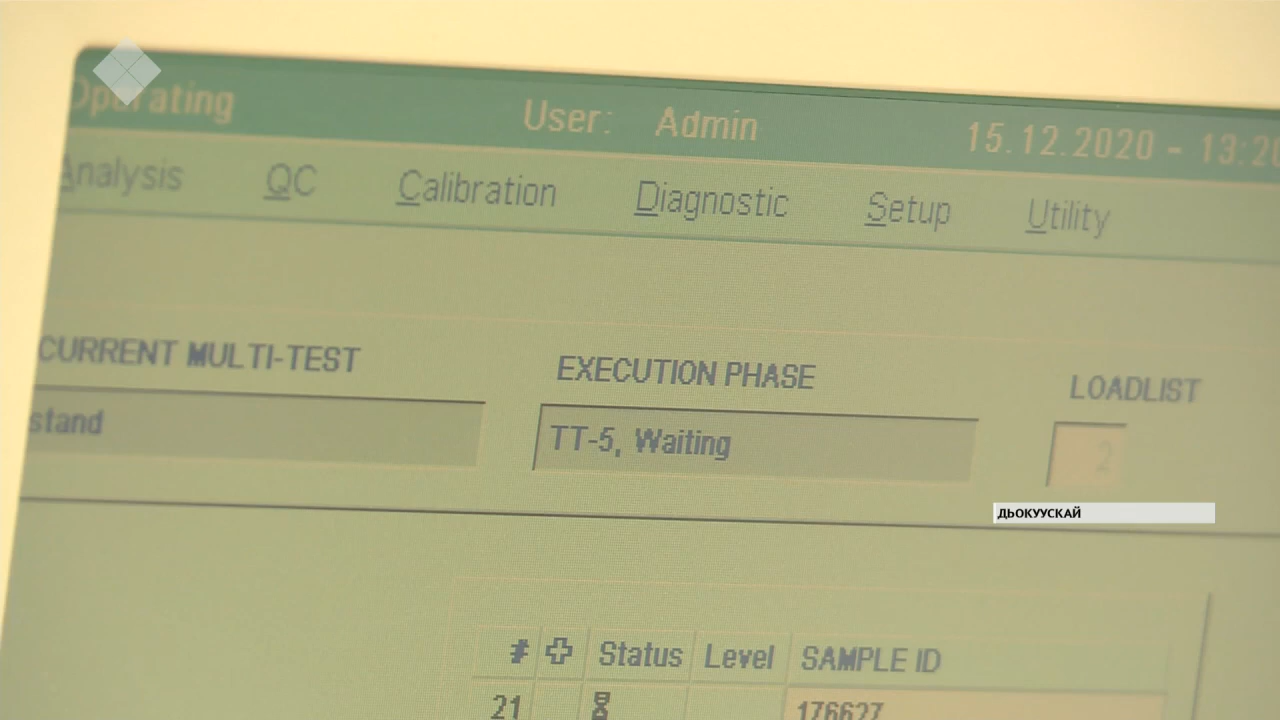 Operating User: Admin 15.12.2020 - 13:20
Analysis QC Calibration Diagnostic Setup Utility
CURRENT MULTI-TEST EXECUTION PHASE LOADLIST
stand TT-5, Waiting 2
ДЬОКУУСКАЙ
# Status Level SAMPLE ID
21 176627